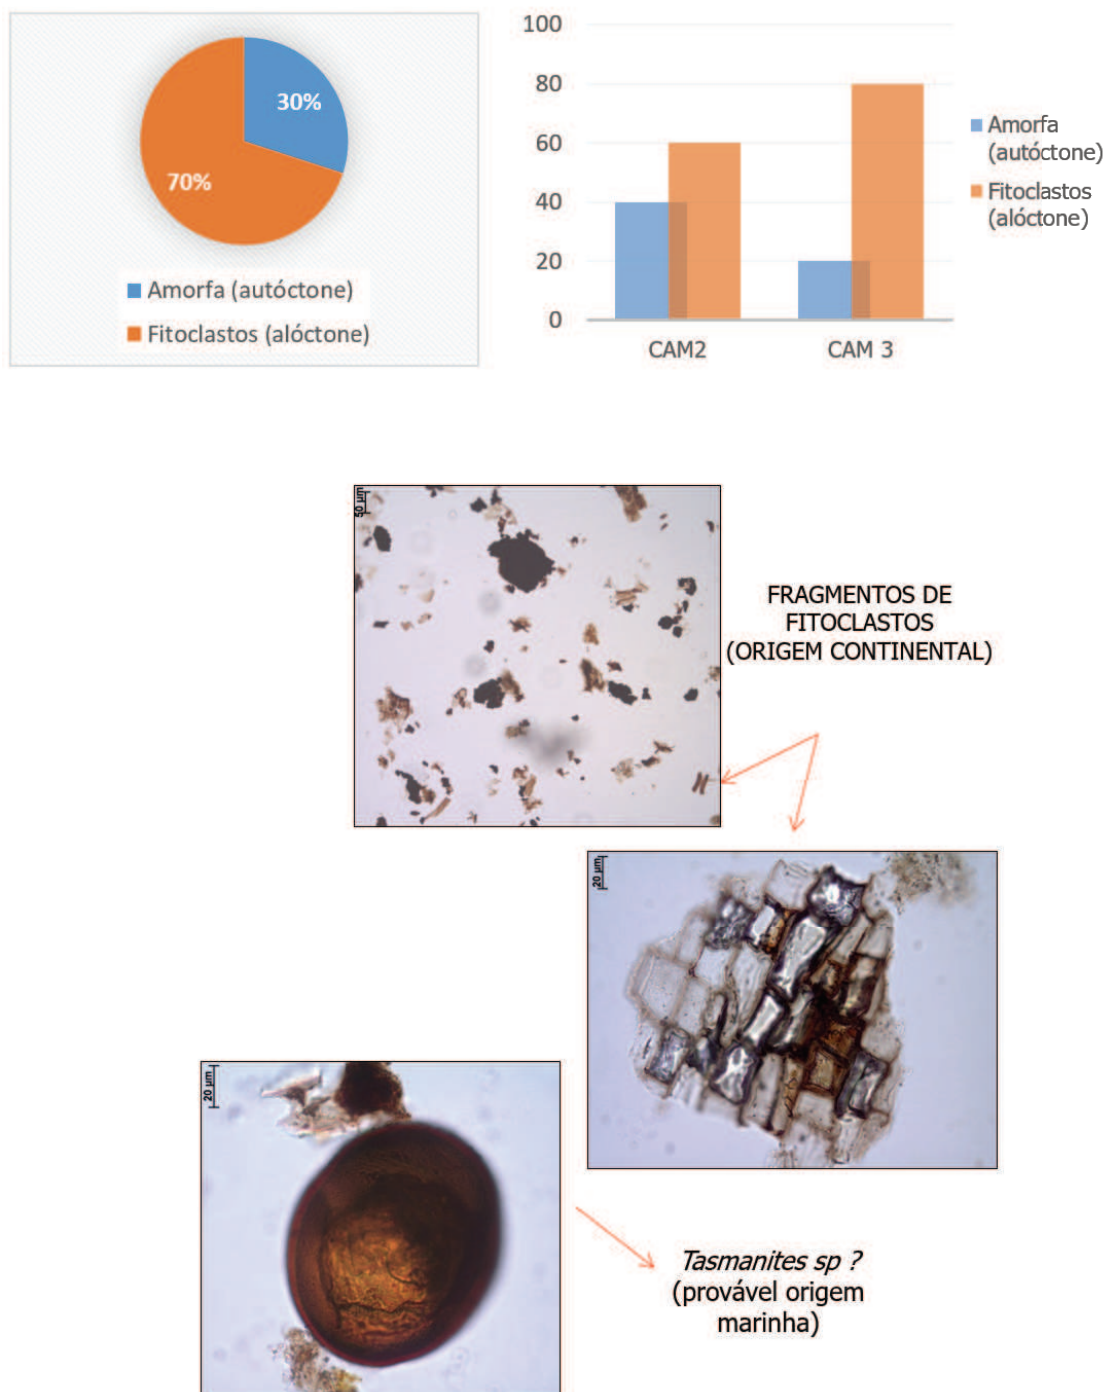 30%
70%
Amorfa (autóctone)
Fitoclastos (alóctone)
100
80
60
40
20
0
CAM2
CAM 3
Amorfa
(autóctone)
Fitoclastos
(alóctone)
50 µm
FRAGMENTOS DE
FITOCLASTOS
(ORIGEM CONTINENTAL)
20 µm
20 µm
Tasmanites sp ?
(provável origem
marinha)